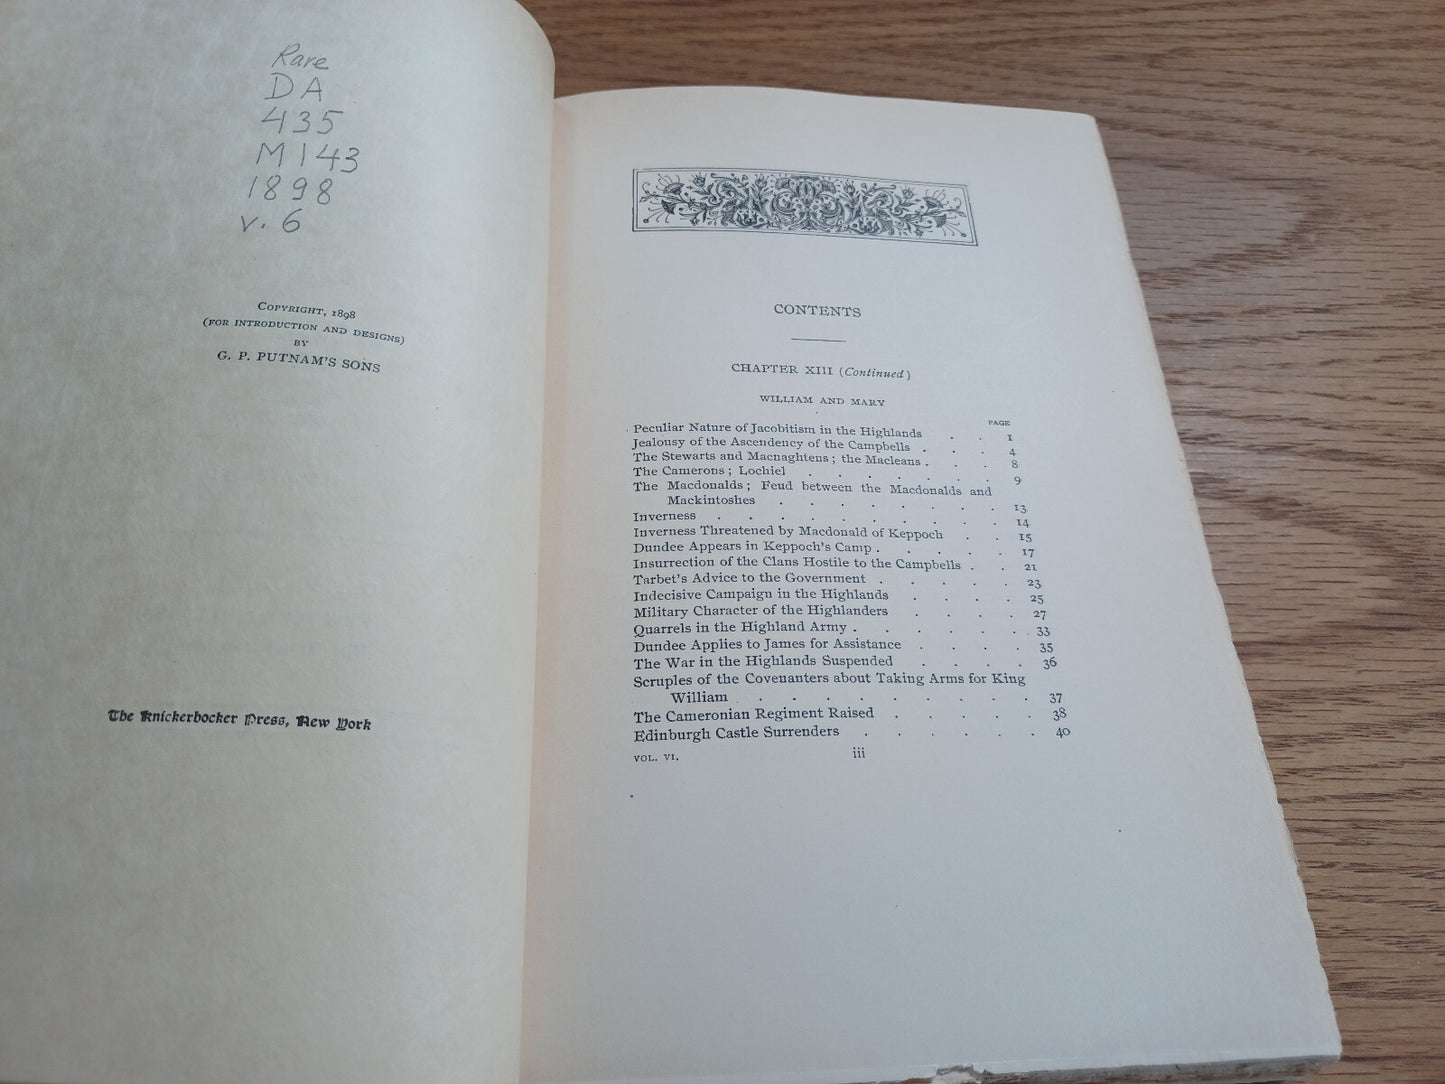 Rare
DA
435
M143
1898
v. 6
COPYRIGHT, 1898
(FOR INTRODUCTION AND DESIGNS)
BY
G. P. PUTNAM'S SONS
The Knickerbocker Press, New York
CONTENTS
CHAPTER XIII (Continued)
WILLIAM AND MARY
PAGE
Peculiar Nature of Jacobitism in the Highlands . . 1
Jealousy of the Ascendency of the Campbells . . . 4
The Stewarts and Macnaghtens; the Macleans . . . 8
The Camerons; Lochiel . . . . . . . 9
The Macdonalds; Feud between the Macdonalds and
Mackintoshes . . . . . . . . 13
Inverness . . . . . . . . . . 14
Inverness Threatened by Macdonald of Keppoch . . 15
Dundee Appears in Keppoch's Camp . . . . . 17
Insurrection of the Clans Hostile to the Campbells . . 21
Tarbet's Advice to the Government . . . . . 23
Indecisive Campaign in the Highlands . . . . 25
Military Character of the Highlanders . . . . 27
Quarrels in the Highland Army . . . . . . 33
Dundee Applies to James for Assistance . . . . 35
The War in the Highlands Suspended . . . . 36
Scruples of the Covenanters about Taking Arms for King
William . . . . . . . . . 37
The Cameronian Regiment Raised . . . . . 38
Edinburgh Castle Surrenders . . . . . . 40
VOL. VI.
iii